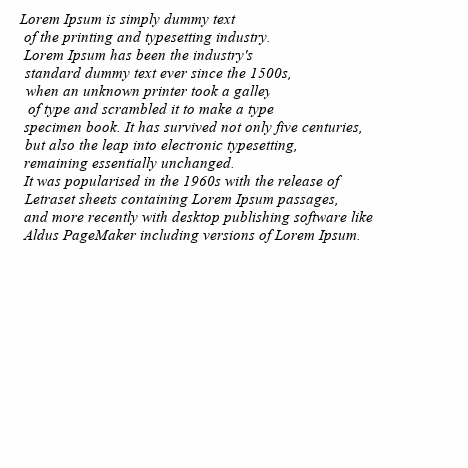 Lorem Ipsum is simply dummy text
of the printing and typesetting industry.
Lorem Ipsum has been the industry's
standard dummy text ever since the 1500s,
when an unknown printer took a galley
of type and scrambled it to make a type
specimen book. It has survived not only five centuries,
but also the leap into electronic typesetting,
remaining essentially unchanged.
It was popularised in the 1960s with the release of
Letraset sheets containing Lorem Ipsum passages,
and more recently with desktop publishing software like
Aldus PageMaker including versions of Lorem Ipsum.